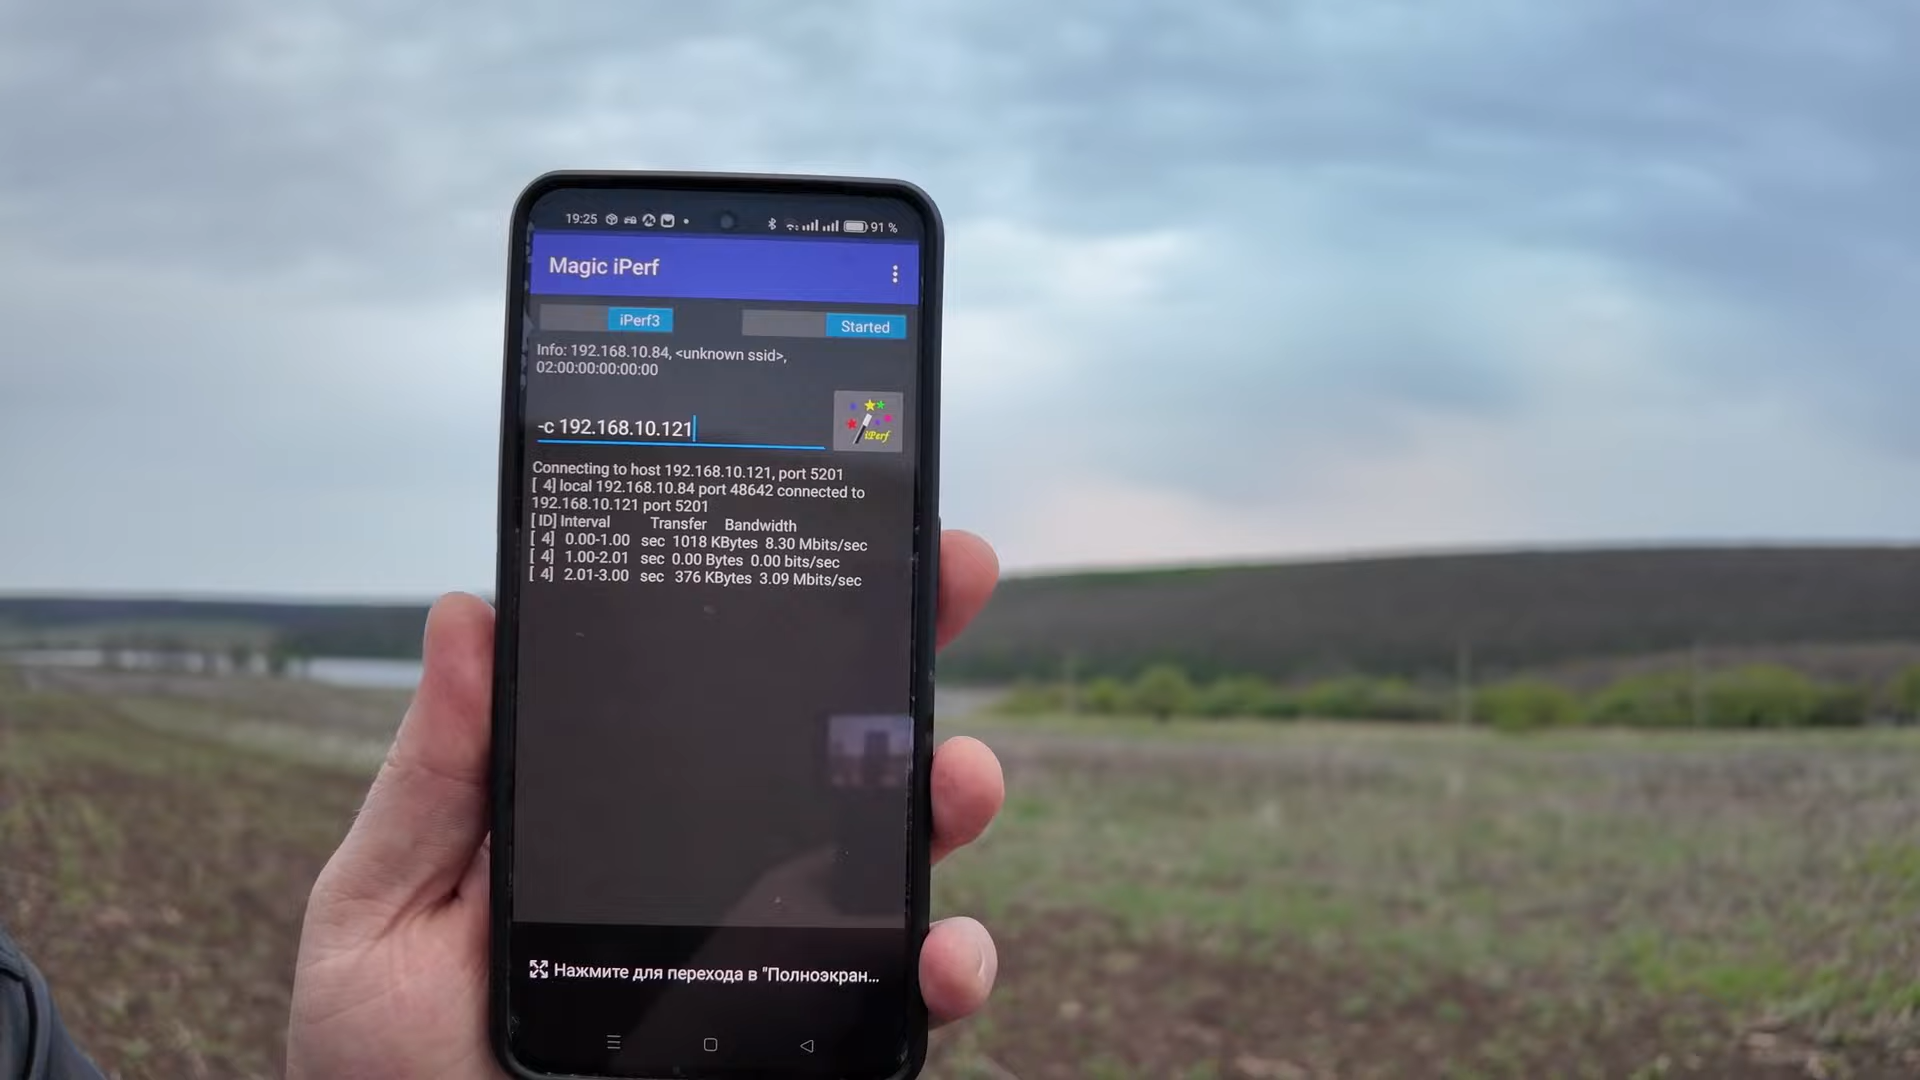 19:25 91 %
Magic iPerf
iPerf3 Started
Info: 192.168.10.84, <unknown ssid>,
02:00:00:00:00:00
-c 192.168.10.121
iPerf
Connecting to host 192.168.10.121, port 5201
[ 4] local 192.168.10.84 port 48642 connected to
192.168.10.121 port 5201
[ ID] Interval Transfer Bandwidth
[ 4] 0.00-1.00 sec 1018 KBytes 8.30 Mbits/sec
[ 4] 1.00-2.01 sec 0.00 Bytes 0.00 bits/sec
[ 4] 2.01-3.00 sec 376 KBytes 3.09 Mbits/sec
Нажмите для перехода в "Полноэкран...